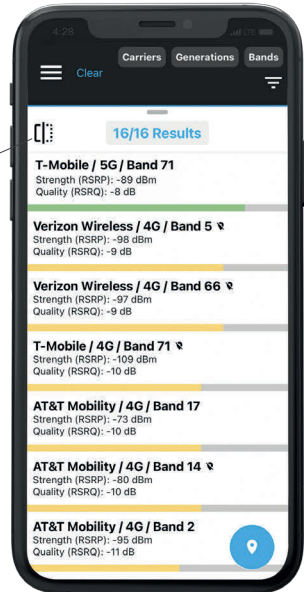 4:28
LTE
Carriers
Generations
Bands
Clear
16/16 Results
T-Mobile / 5G / Band 71
Strength (RSRP): -89 dBm
Quality (RSRQ): -8 dB
Verizon Wireless / 4G / Band 5
Strength (RSRP): -98 dBm
Quality (RSRQ): -9 dB
Verizon Wireless / 4G / Band 66
Strength (RSRP): -97 dBm
Quality (RSRQ): -9 dB
T-Mobile / 4G / Band 71
Strength (RSRP): -109 dBm
Quality (RSRQ): -10 dB
AT&T Mobility / 4G / Band 17
Strength (RSRP): -73 dBm
Quality (RSRQ): -10 dB
AT&T Mobility / 4G / Band 14
Strength (RSRP): -80 dBm
Quality (RSRQ): -10 dB
AT&T Mobility / 4G / Band 2
Strength (RSRP): -95 dBm
Quality (RSRQ): -11 dB